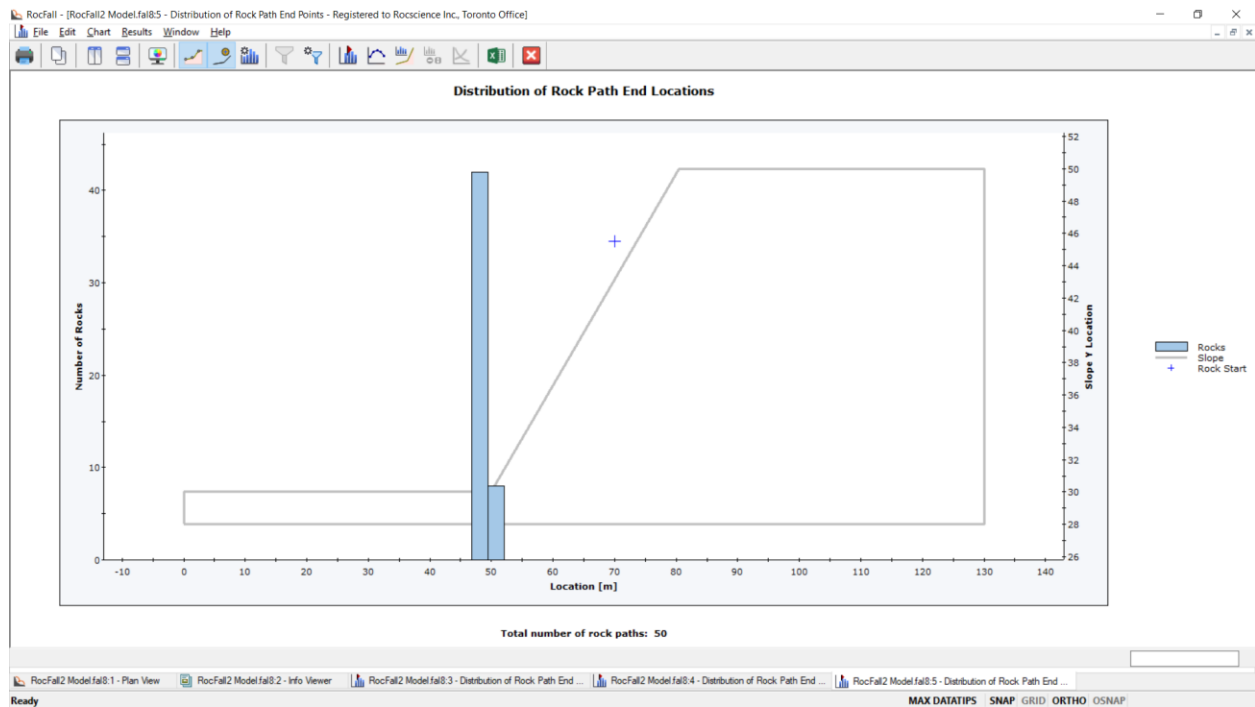 RocFall - [RocFall2 Model.fal8:5 - Distribution of Rock Path End Points - Registered to Rocscience Inc., Toronto Office]
File Edit Chart Results Window Help
Distribution of Rock Path End Locations
Number of Rocks
40
30
20
10
0
52
50
48
46
44
42
40
38
36
34
32
30
28
26
Slope Y Location
-10 0 10 20 30 40 50 60 70 80 90 100 110 120 130 140
Location [m]
Rocks
Slope
Rock Start
Total number of rock paths: 50
RocFall2 Model.fal8:1 - Plan View RocFall2 Model.fal8:2 - Info Viewer RocFall2 Model.fal8:3 - Distribution of Rock Path End ... RocFall2 Model.fal8:4 - Distribution of Rock Path End ... RocFall2 Model.fal8:5 - Distribution of Rock Path End ...
Ready MAX DATATIPS SNAP GRID ORTHO OSNAP